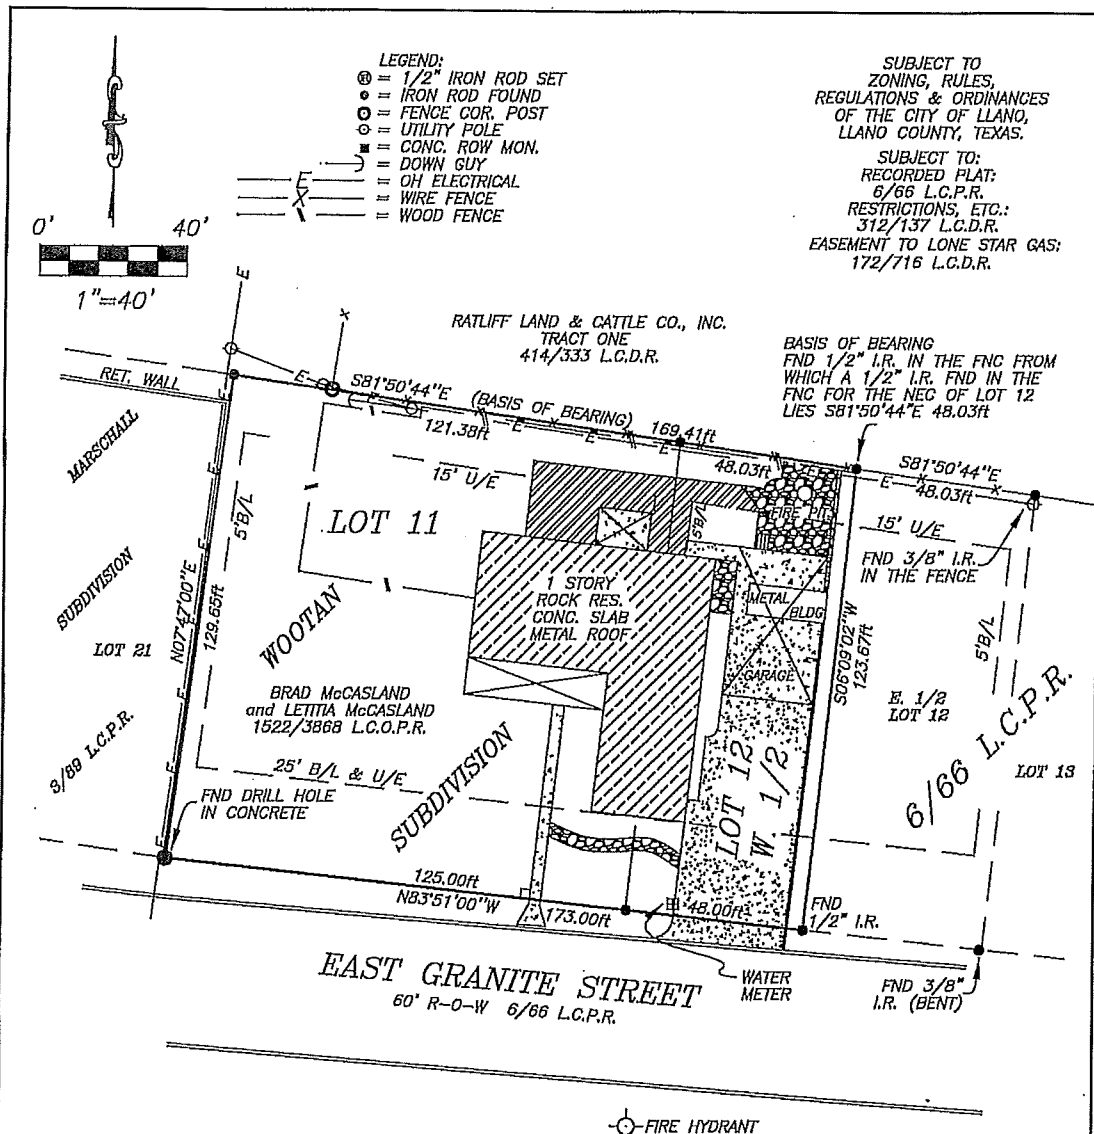 LEGEND:
= 1/2" IRON ROD SET
= IRON ROD FOUND
= FENCE COR. POST
= UTILITY POLE
= CONC. ROW MON.
= DOWN GUY
E = OH ELECTRICAL
X = WIRE FENCE
= WOOD FENCE
SUBJECT TO
ZONING, RULES,
REGULATIONS & ORDINANCES
OF THE CITY OF LLANO,
LLANO COUNTY, TEXAS.
SUBJECT TO:
RECORDED PLAT:
6/66 L.C.P.R.
RESTRICTIONS, ETC.:
312/137 L.C.D.R.
EASEMENT TO LONE STAR GAS:
172/716 L.C.D.R.
0' 40'
1"=40'
RATLIFF LAND & CATTLE CO., INC.
TRACT ONE
414/333 L.C.D.R.
BASIS OF BEARING
FND 1/2" I.R. IN THE FNC FROM
WHICH A 1/2" I.R. FND IN THE
FNC FOR THE NEC OF LOT 12
LIES S81°50'44"E 48.03ft
RET. WALL
S81°50'44"E
(BASIS OF BEARING)
121.38ft
169.41ft
48.03ft
S81°50'44"E
48.03ft
MARSCHALL
SUBDIVISION
LOT 21
3/89 L.C.P.R.
N07°47'00"E
129.65ft
5'B/L
15' U/E
LOT 11
FIRE PIT
5'B/L
15' U/E
FND 3/8" I.R.
IN THE FENCE
1 STORY
ROCK RES.
CONC. SLAB
METAL ROOF
METAL
BLDG
GARAGE
WOOTAN
SUBDIVISION
BRAD McCASLAND
and LETITIA McCASLAND
1522/3868 L.C.O.P.R.
S06°09'02"W
123.67ft
E. 1/2
LOT 12
5'B/L
6/66 L.C.P.R.
LOT 13
25' B/L & U/E
FND DRILL HOLE
IN CONCRETE
LOT 12
W. 1/2
125.00ft
N83°51'00"W
173.00ft
48.00ft
FND
1/2" I.R.
WATER
METER
FND 3/8"
I.R. (BENT)
EAST GRANITE STREET
60' R-O-W 6/66 L.C.P.R.
FIRE HYDRANT